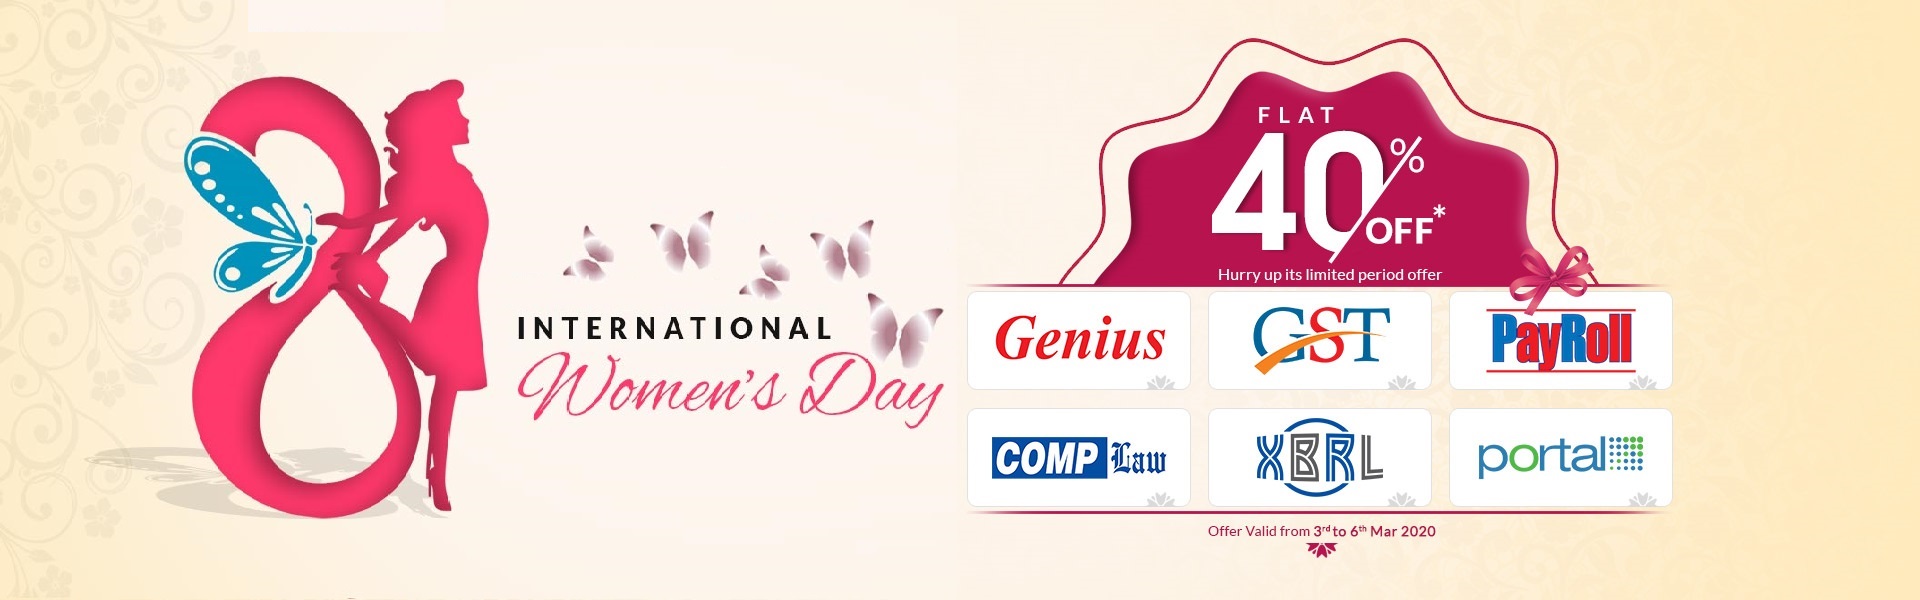 INTERNATIONAL
Women's Day
FLAT
40% OFF*
Hurry up its limited period offer
Genius
GST
PayRoll
COMP Law
XBRL
portal
Offer Valid from 3rd to 6th Mar 2020